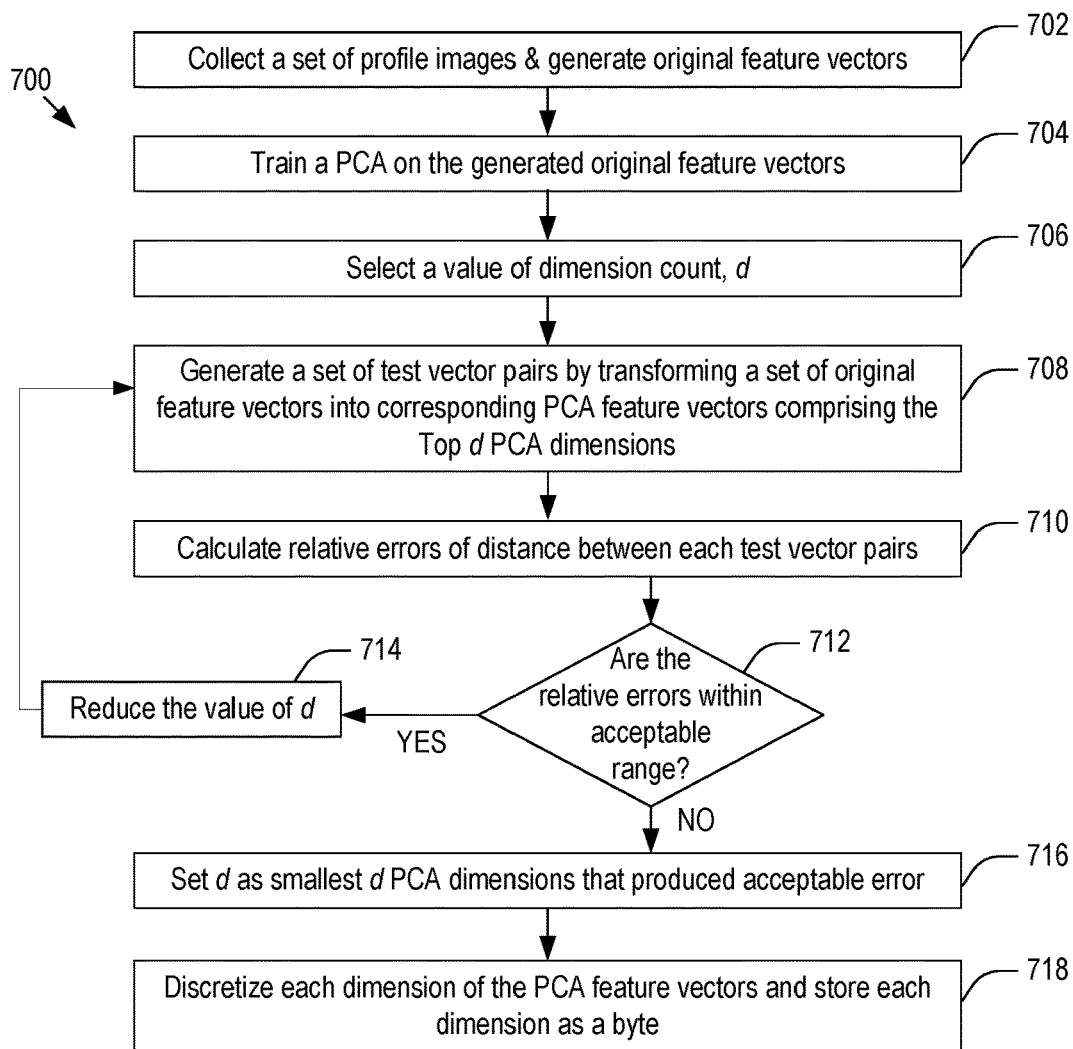 702
Collect a set of profile images & generate original feature vectors
700
704
Train a PCA on the generated original feature vectors
706
Select a value of dimension count, d
708
Generate a set of test vector pairs by transforming a set of original
feature vectors into corresponding PCA feature vectors comprising the
Top d PCA dimensions
710
Calculate relative errors of distance between each test vector pairs
712
Are the
relative errors within
acceptable
range?
714
Reduce the value of d
YES
NO
716
Set d as smallest d PCA dimensions that produced acceptable error
718
Discretize each dimension of the PCA feature vectors and store each
dimension as a byte